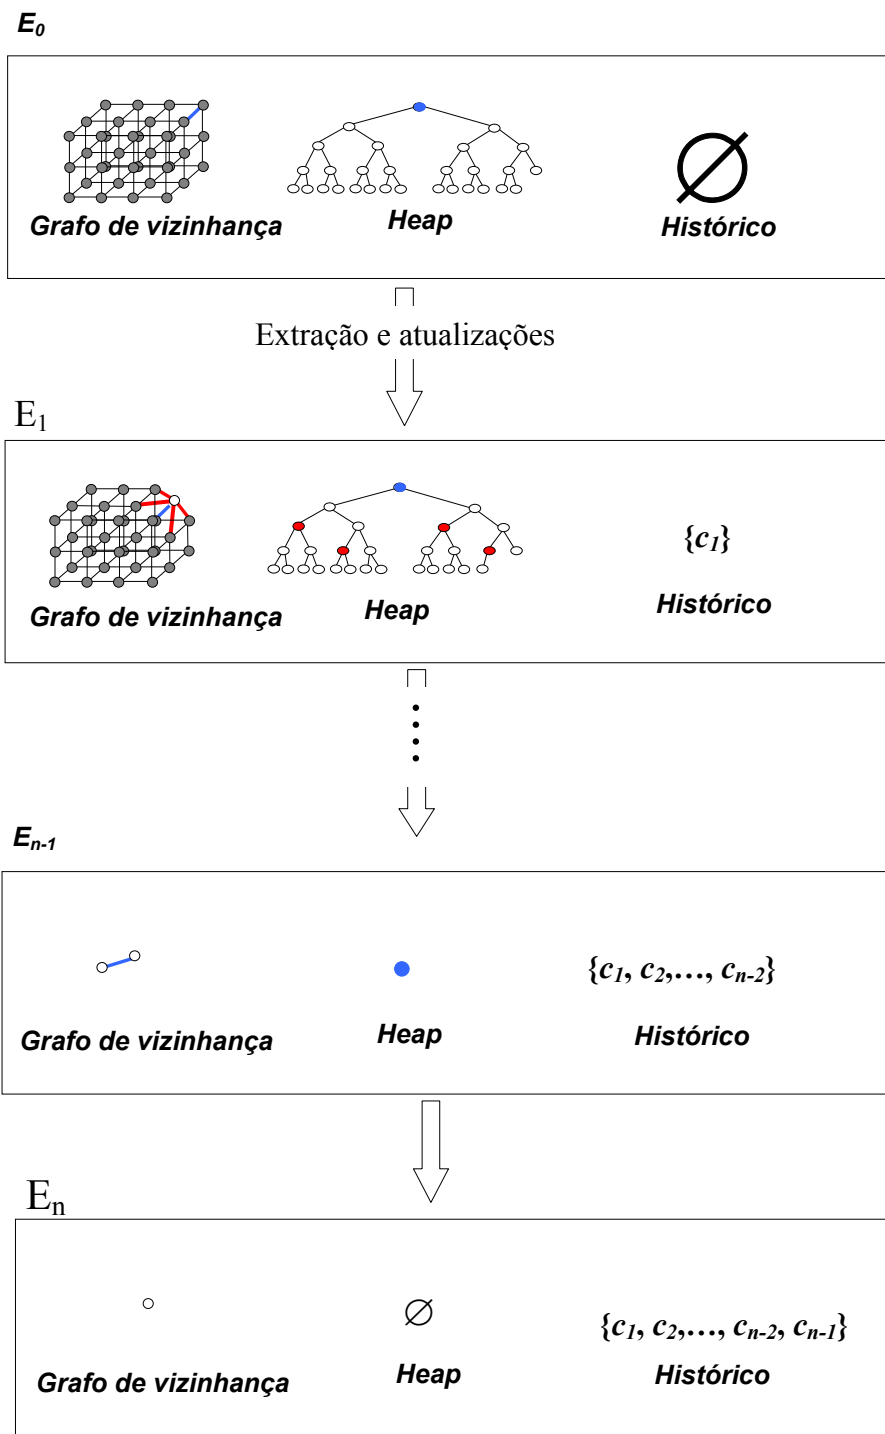 E₀
Grafo de vizinhança Heap Histórico
Extração e atualizações
E₁
{c₁}
Grafo de vizinhança Heap Histórico
Eₙ₋₁
{c₁, c₂,…, cₙ₋₂}
Grafo de vizinhança Heap Histórico
Eₙ
∅
{c₁, c₂,…, cₙ₋₂, cₙ₋₁}
Grafo de vizinhança Heap Histórico